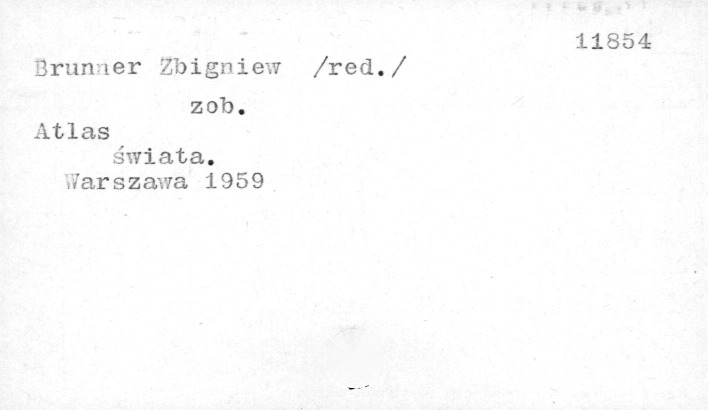 11854
Brunner Zbigniew /red./
zob.
Atlas
świata.
Warszawa 1959